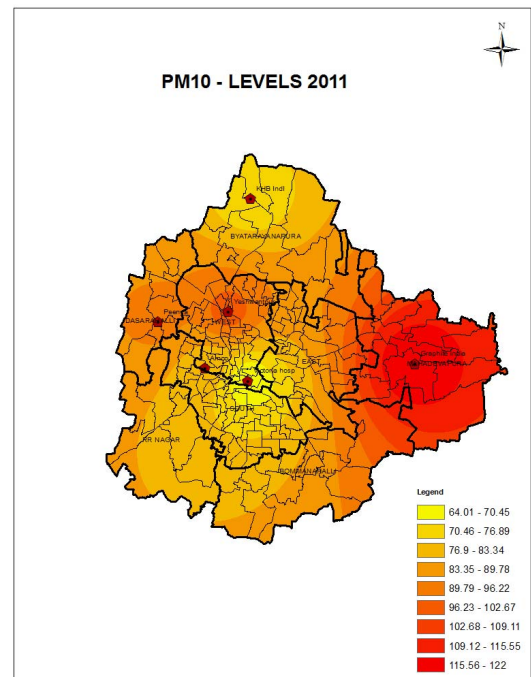 N
PM10 - LEVELS 2011
KHB Indl
BYATARAYANAPURA
Peenya
Yeshwanthpur
DASARAHALLI
WEST
Graphite India
EAST
Victoria hosp
SOUTH
RR NAGAR
BOMMANAHALLI
Legend
64.01 - 70.45
70.46 - 76.89
76.9 - 83.34
83.35 - 89.78
89.79 - 96.22
96.23 - 102.67
102.68 - 109.11
109.12 - 115.55
115.56 - 122